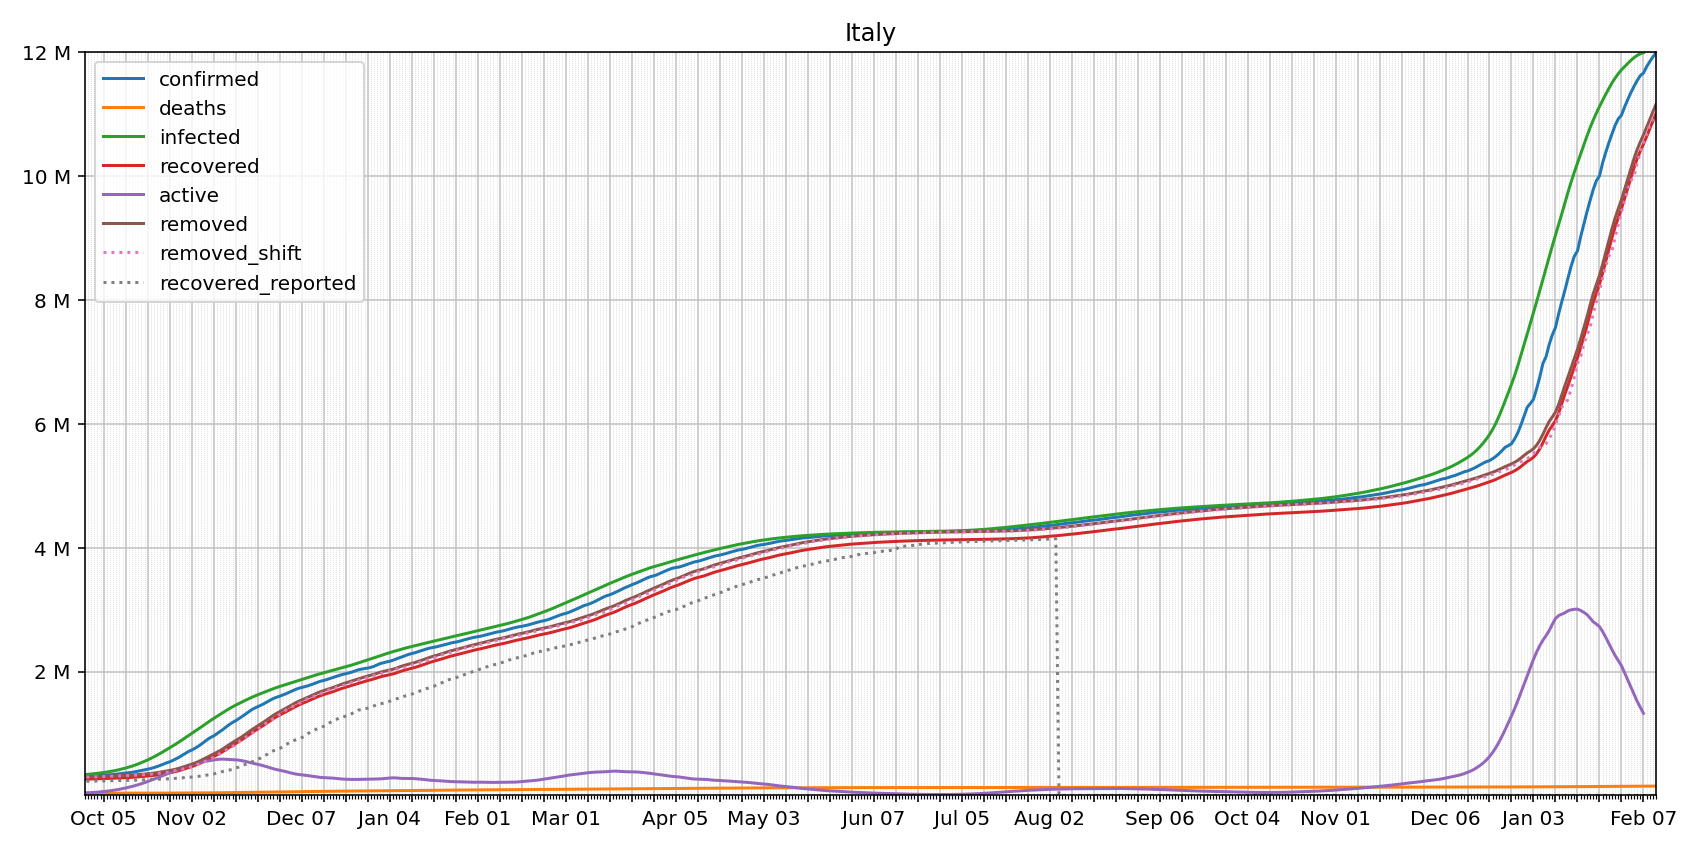 Italy
12 M
10 M
8 M
6 M
4 M
2 M
confirmed
deaths
infected
recovered
active
removed
removed_shift
recovered_reported
Oct 05 Nov 02 Dec 07 Jan 04 Feb 01 Mar 01 Apr 05 May 03 Jun 07 Jul 05 Aug 02 Sep 06 Oct 04 Nov 01 Dec 06 Jan 03 Feb 07